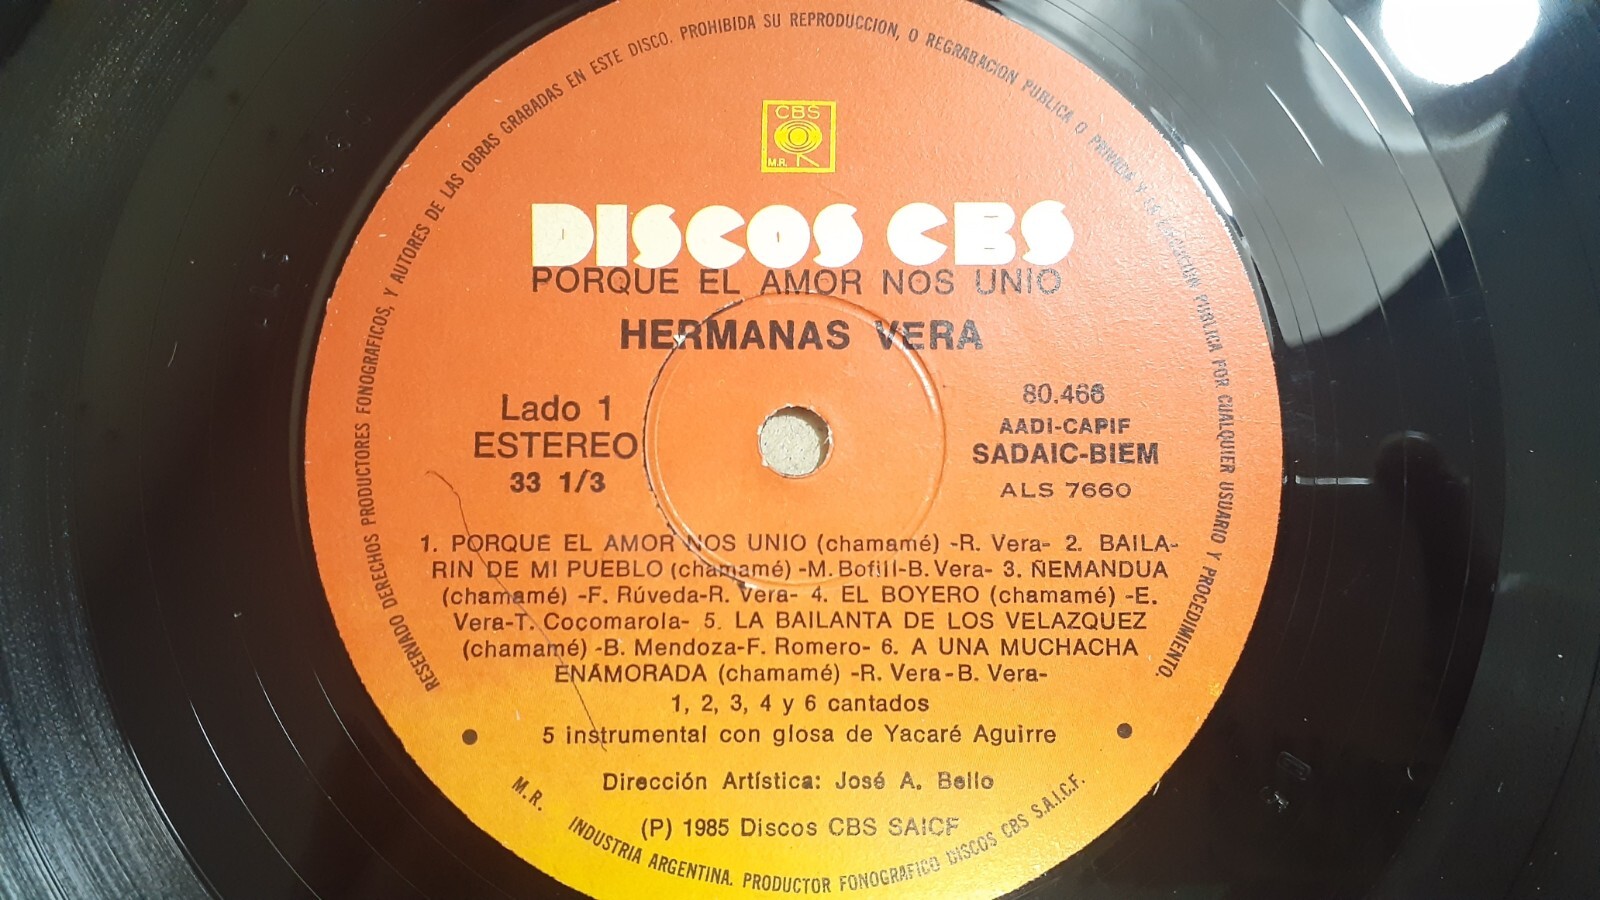 RESERVADO DERECHOS PRODUCTORES FONOGRAFICOS, Y AUTORES DE LAS OBRAS GRABADAS EN ESTE DISCO. PROHIBIDA SU REPRODUCCION, O REGRABACION PUBLICA O PRIVADA Y EJECUCION PUBLICA POR CUALQUIER USUARIO Y PROCEDIMIENTO.
CBS
M.R.
DISCOS CBS
PORQUE EL AMOR NOS UNIO
HERMANAS VERA
Lado 1
ESTEREO
33 1/3
80.466
AADI-CAPIF
SADAIC-BIEM
ALS 7660
1. PORQUE EL AMOR NOS UNIO (chamamé) -R. Vera- 2. BAILA-
RIN DE MI PUEBLO (chamamé) -M. Bofill-B. Vera- 3. ÑEMANDUA
(chamamé) -F. Rúveda-R. Vera- 4. EL BOYERO (chamamé) -E.
Vera-T. Cocomarola- 5. LA BAILANTA DE LOS VELAZQUEZ
(chamamé) -B. Mendoza-F. Romero- 6. A UNA MUCHACHA
ENAMORADA (chamamé) -R. Vera-B. Vera-
1, 2, 3, 4 y 6 cantados
5 instrumental con glosa de Yacaré Aguirre
Dirección Artística: José A. Bello
(P) 1985 Discos CBS SAICF
M.R. INDUSTRIA ARGENTINA. PRODUCTOR FONOGRAFICO DISCOS CBS S.A.I.C.F.